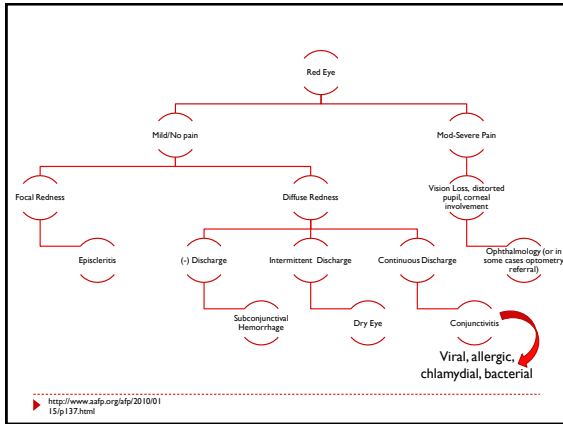 Red Eye
Mild/No pain
Mod-Severe Pain
Focal Redness
Diffuse Redness
Vision Loss, distorted
pupil, corneal
involvement
Episcleritis
(-) Discharge
Intermittent Discharge
Continuous Discharge
Ophthalmology (or in
some cases optometry
referral)
Subconjunctival
Hemorrhage
Dry Eye
Conjunctivitis
Viral, allergic,
chlamydial, bacterial
http://www.aafp.org/afp/2010/01
15/p137.html